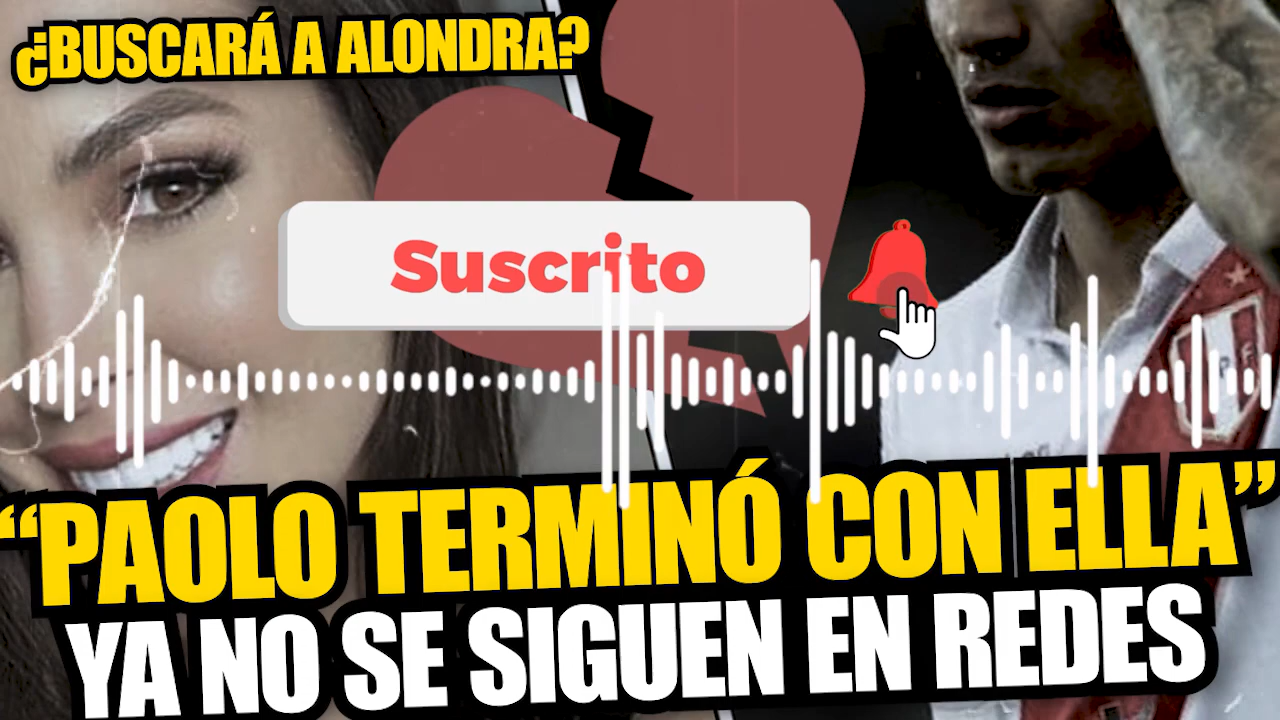 ¿BUSCARÁ A ALONDRA?
Suscrito
“PAOLO TERMINÓ CON ELLA”
YA NO SE SIGUEN EN REDES